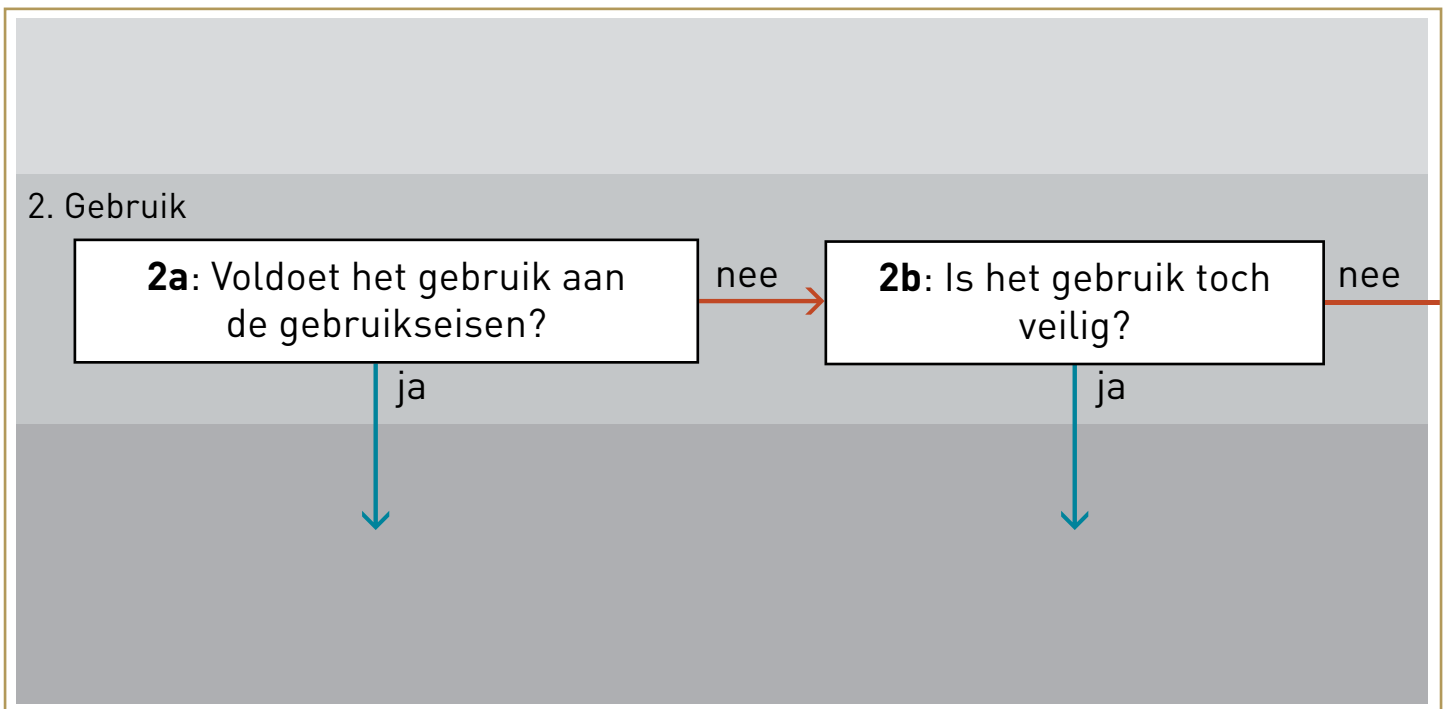 2. Gebruik
2a: Voldoet het gebruik aan
de gebruikseisen?
nee
2b: Is het gebruik toch
veilig?
nee
ja
ja